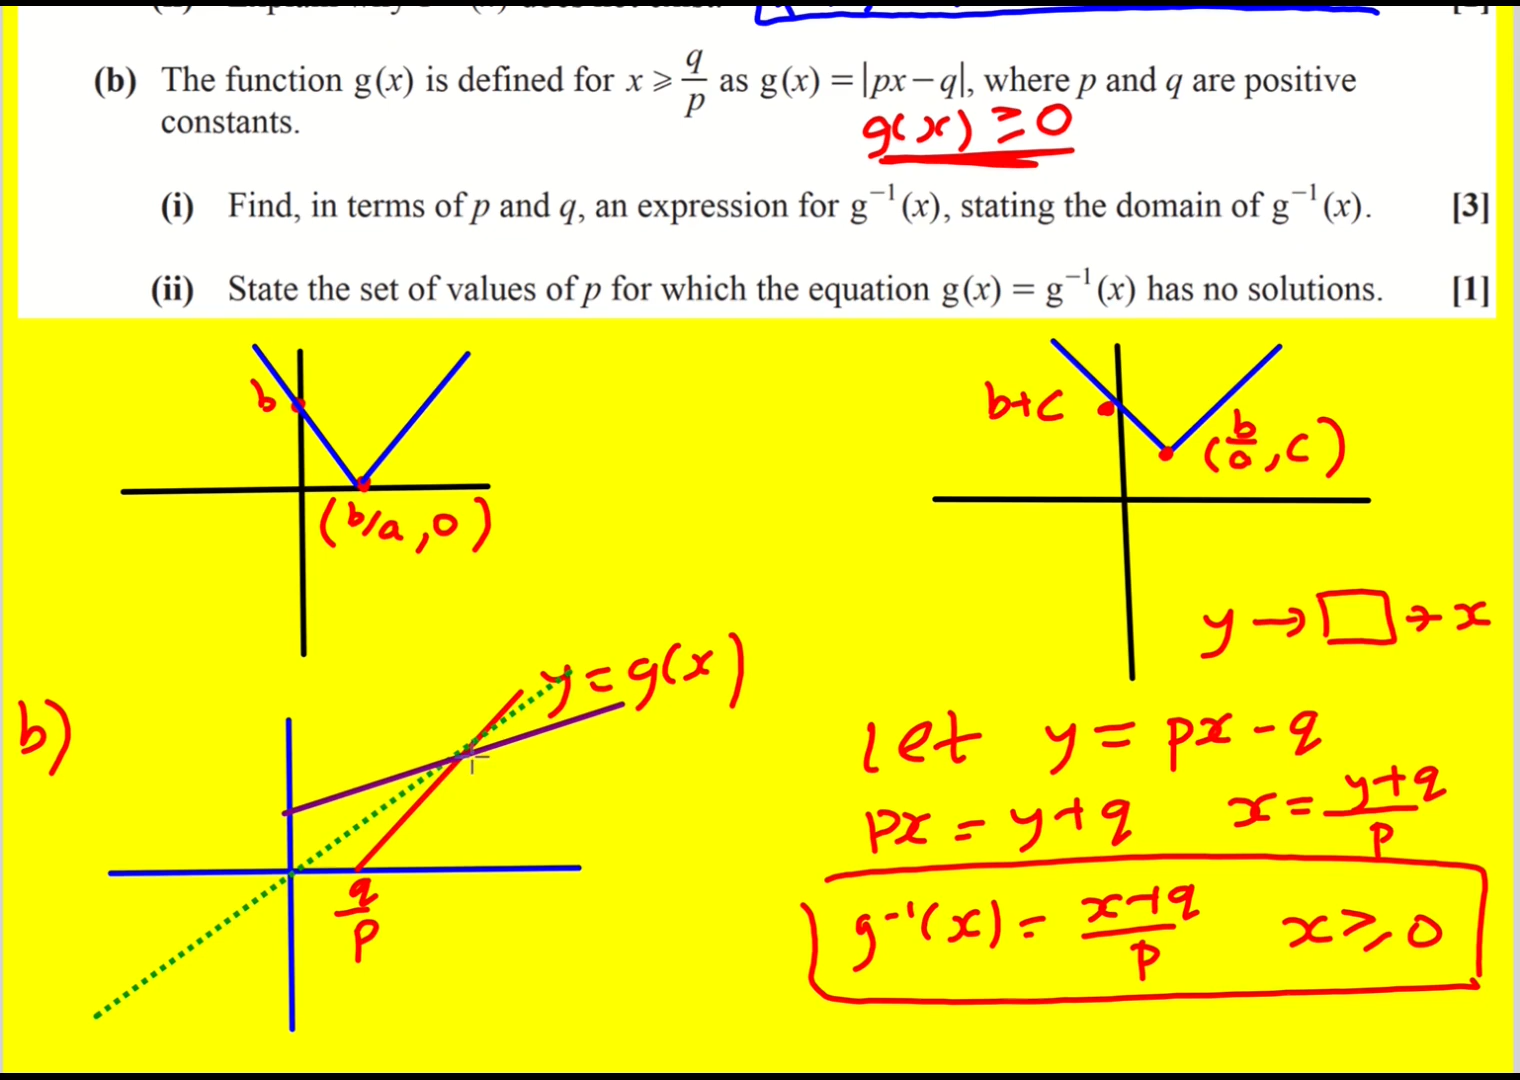 (b) The function g(x) is defined for x ⩾ q/p as g(x) = |px − q|, where p and q are positive
constants.
g(x) ≥ 0
(i) Find, in terms of p and q, an expression for g⁻¹(x), stating the domain of g⁻¹(x). [3]
(ii) State the set of values of p for which the equation g(x) = g⁻¹(x) has no solutions. [1]
b
(b/a, 0)
b+c
(b/a, c)
y → □ → x
b)
y = g(x)
q/p
let y = px - q
px = y + q x = (y+q)/p
g⁻¹(x) = (x+q)/p x ⩾ 0